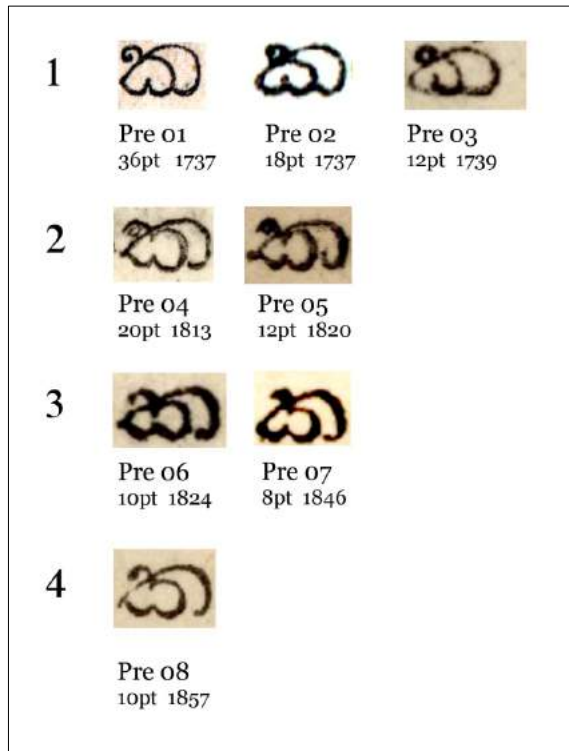 1
ක ක ක
Pre 01 Pre 02 Pre 03
36pt 1737 18pt 1737 12pt 1739
2
ක ක
Pre 04 Pre 05
20pt 1813 12pt 1820
3
ක ක
Pre 06 Pre 07
10pt 1824 8pt 1846
4
ක
Pre 08
10pt 1857